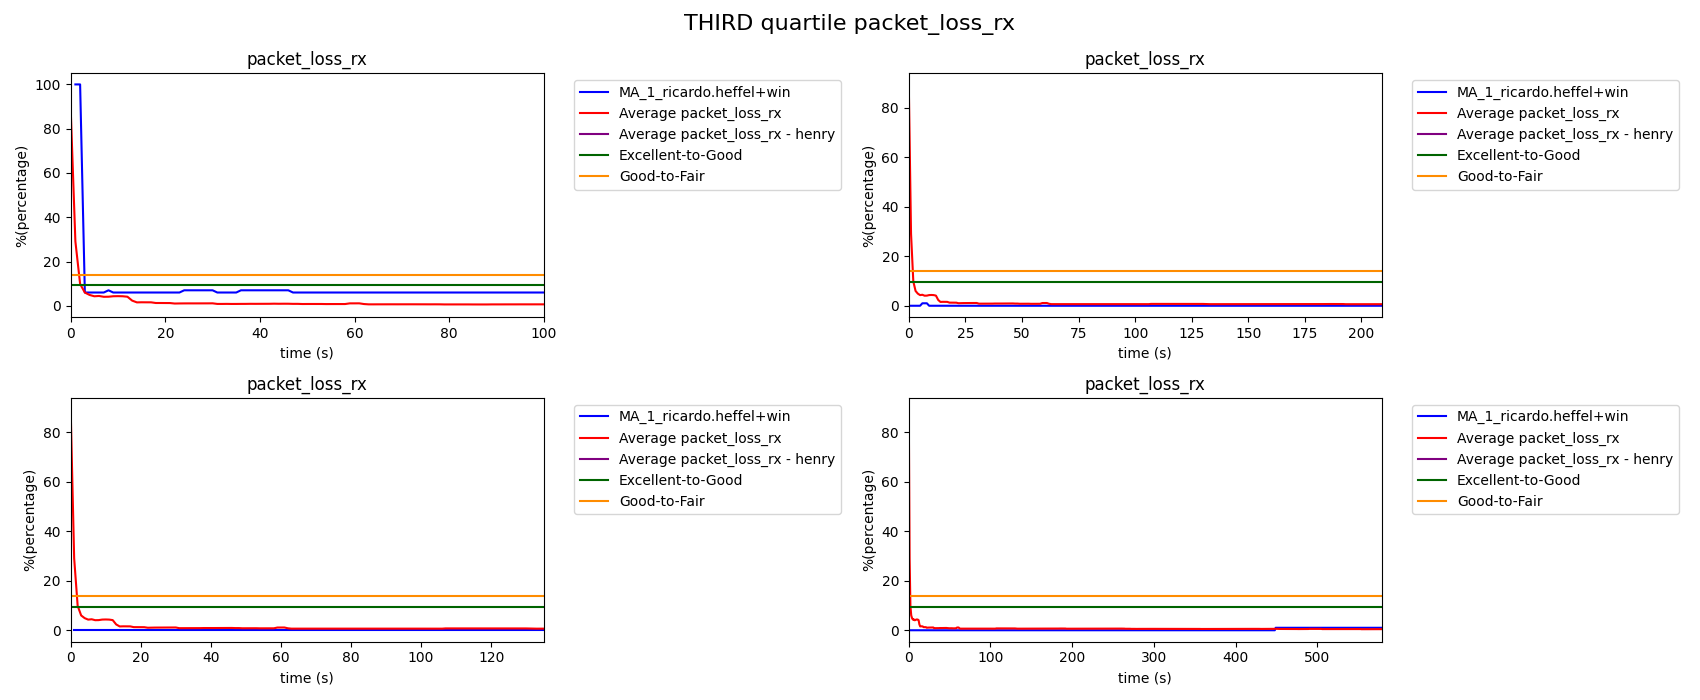 THIRD quartile packet_loss_rx
packet_loss_rx
%(percentage)
100
80
60
40
20
0
0 20 40 60 80 100
time (s)
MA_1_ricardo.heffel+win
Average packet_loss_rx
Average packet_loss_rx - henry
Excellent-to-Good
Good-to-Fair
packet_loss_rx
%(percentage)
80
60
40
20
0
0 25 50 75 100 125 150 175 200
time (s)
MA_1_ricardo.heffel+win
Average packet_loss_rx
Average packet_loss_rx - henry
Excellent-to-Good
Good-to-Fair
packet_loss_rx
%(percentage)
80
60
40
20
0
0 20 40 60 80 100 120
time (s)
MA_1_ricardo.heffel+win
Average packet_loss_rx
Average packet_loss_rx - henry
Excellent-to-Good
Good-to-Fair
packet_loss_rx
%(percentage)
80
60
40
20
0
0 100 200 300 400 500
time (s)
MA_1_ricardo.heffel+win
Average packet_loss_rx
Average packet_loss_rx - henry
Excellent-to-Good
Good-to-Fair